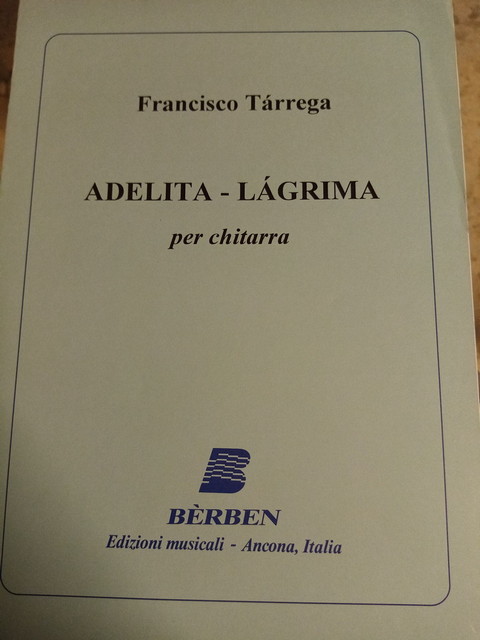 Francisco Tárrega
ADELITA - LÁGRIMA
per chitarra
B
BÈRBEN
Edizioni musicali - Ancona, Italia